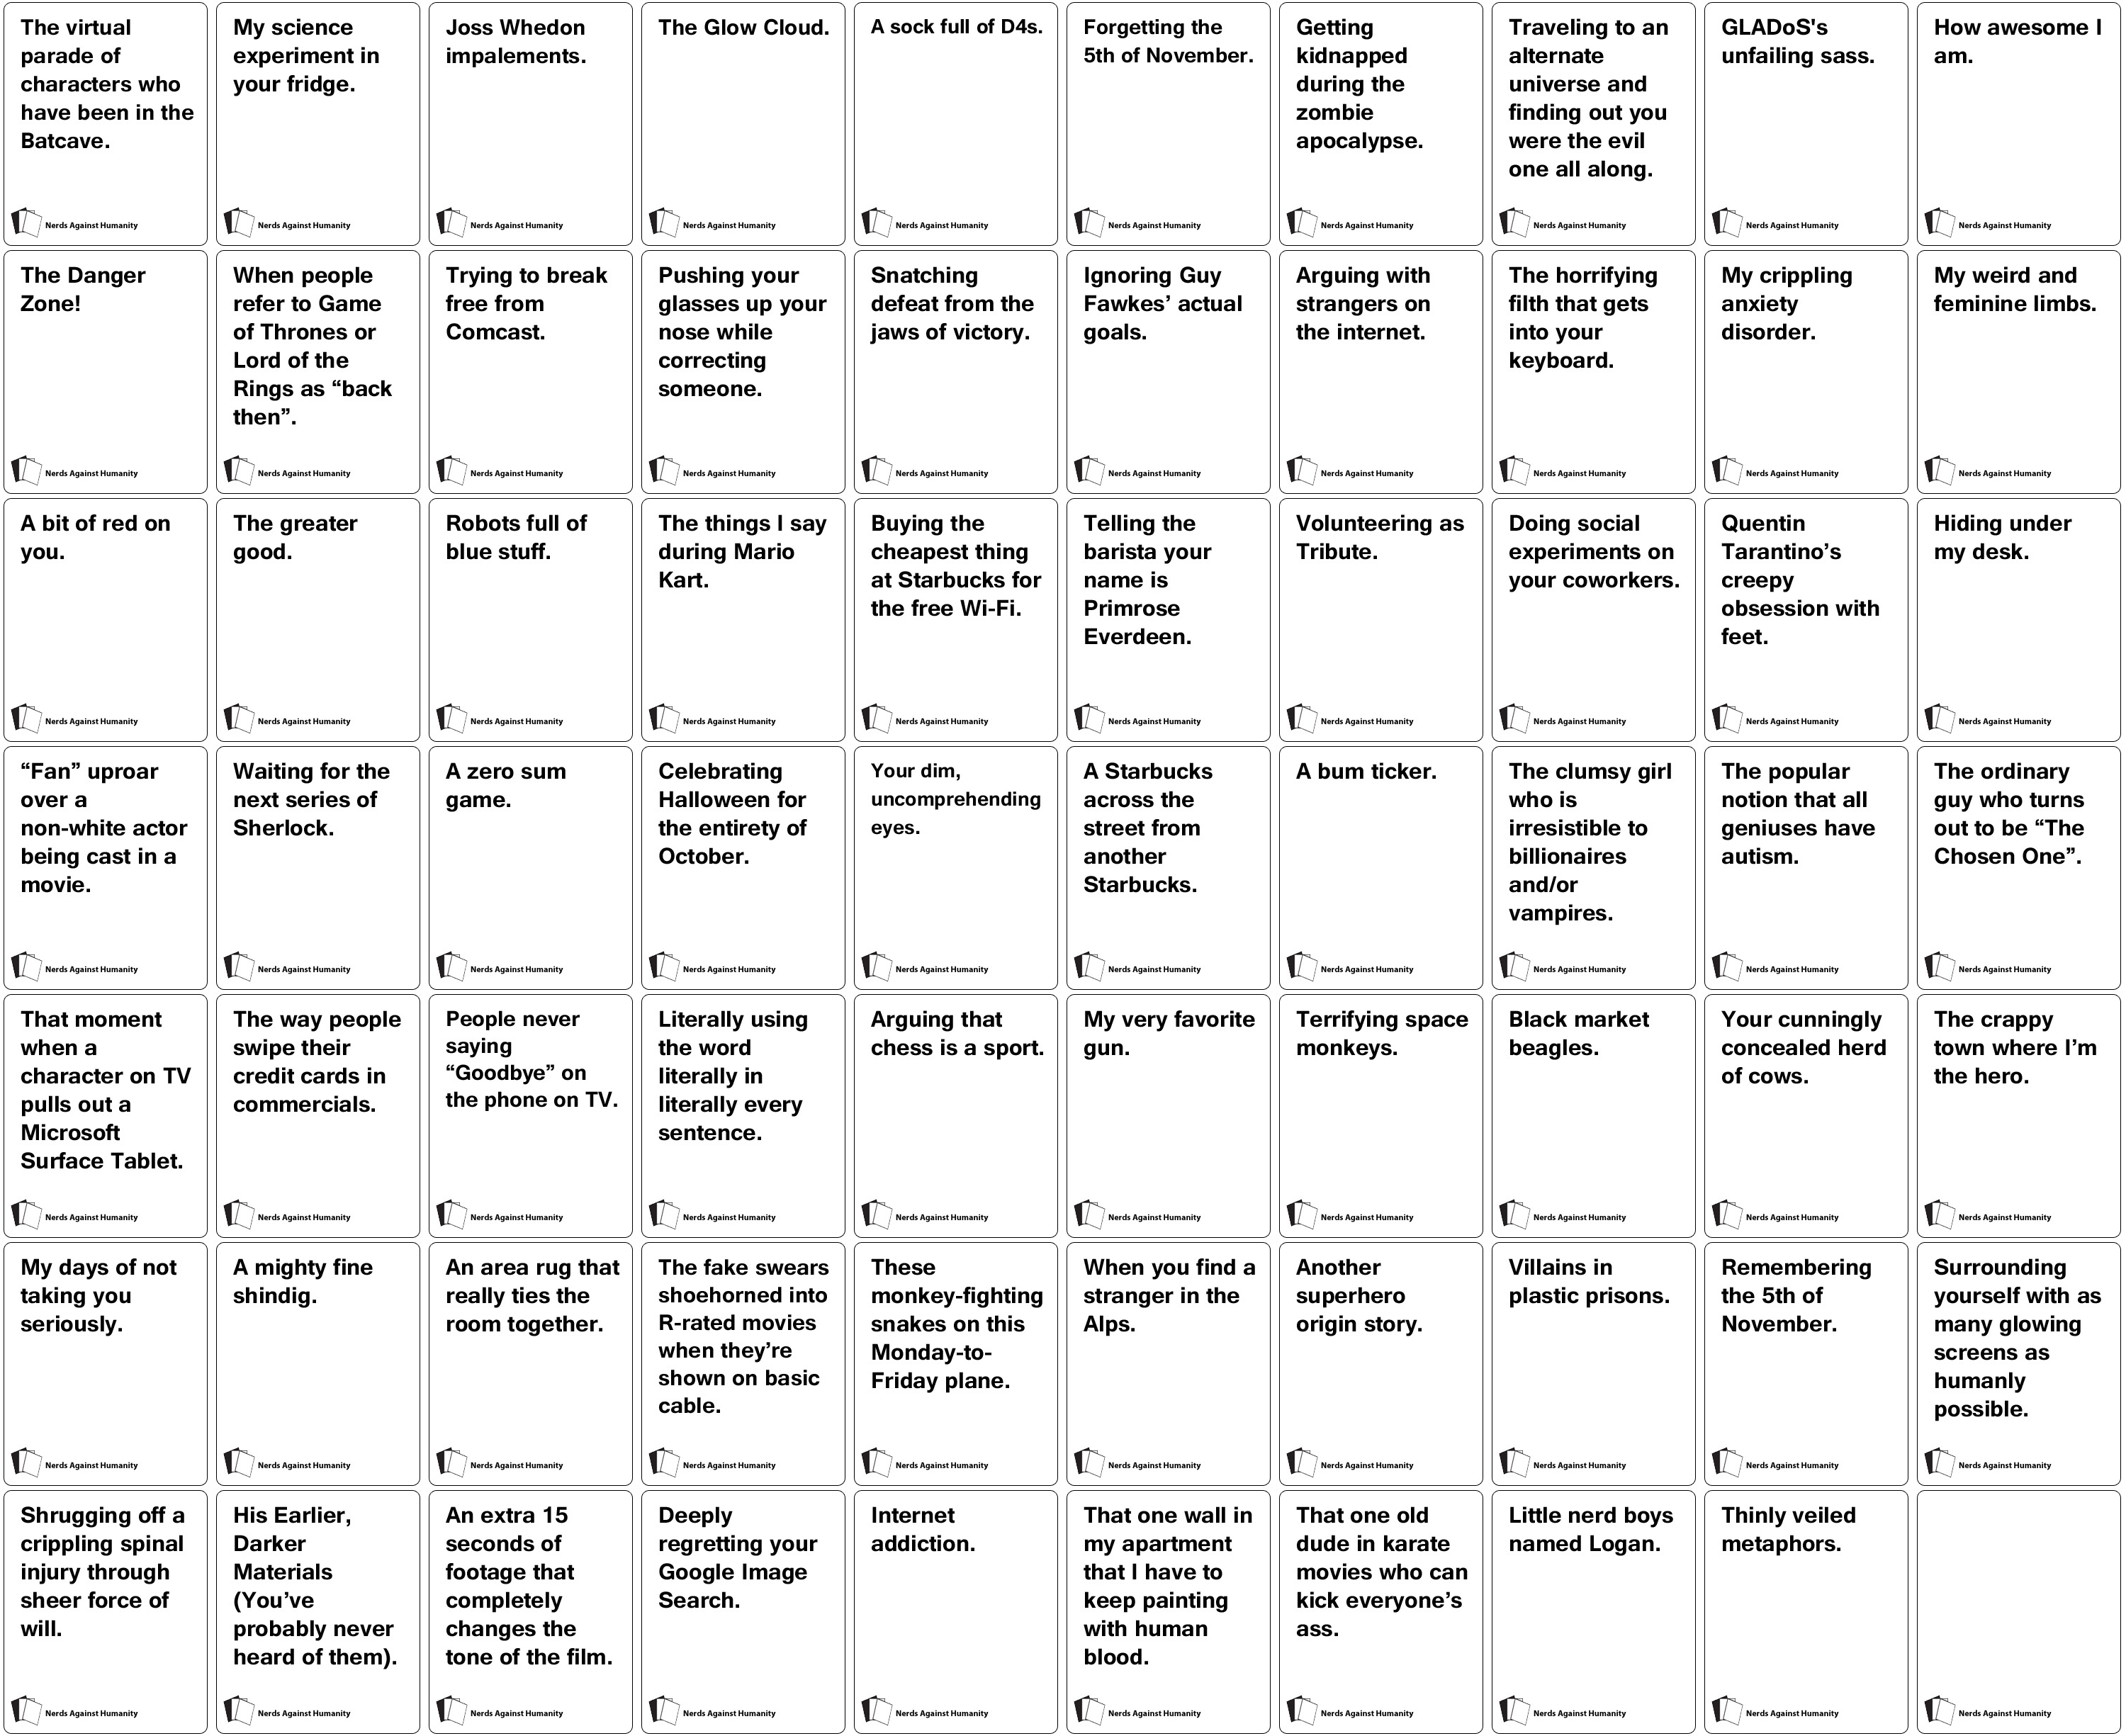 The virtual
parade of
characters who
have been in the
Batcave.
Nerds Against Humanity
My science
experiment in
your fridge.
Nerds Against Humanity
Joss Whedon
impalements.
Nerds Against Humanity
The Glow Cloud.
Nerds Against Humanity
A sock full of D4s.
Nerds Against Humanity
Forgetting the
5th of November.
Nerds Against Humanity
Getting
kidnapped
during the
zombie
apocalypse.
Nerds Against Humanity
Traveling to an
alternate
universe and
finding out you
were the evil
one all along.
Nerds Against Humanity
GLADoS's
unfailing sass.
Nerds Against Humanity
How awesome I
am.
Nerds Against Humanity
The Danger
Zone!
Nerds Against Humanity
When people
refer to Game
of Thrones or
Lord of the
Rings as “back
then”.
Nerds Against Humanity
Trying to break
free from
Comcast.
Nerds Against Humanity
Pushing your
glasses up your
nose while
correcting
someone.
Nerds Against Humanity
Snatching
defeat from the
jaws of victory.
Nerds Against Humanity
Ignoring Guy
Fawkes’ actual
goals.
Nerds Against Humanity
Arguing with
strangers on
the internet.
Nerds Against Humanity
The horrifying
filth that gets
into your
keyboard.
Nerds Against Humanity
My crippling
anxiety
disorder.
Nerds Against Humanity
My weird and
feminine limbs.
Nerds Against Humanity
A bit of red on
you.
Nerds Against Humanity
The greater
good.
Nerds Against Humanity
Robots full of
blue stuff.
Nerds Against Humanity
The things I say
during Mario
Kart.
Nerds Against Humanity
Buying the
cheapest thing
at Starbucks for
the free Wi-Fi.
Nerds Against Humanity
Telling the
barista your
name is
Primrose
Everdeen.
Nerds Against Humanity
Volunteering as
Tribute.
Nerds Against Humanity
Doing social
experiments on
your coworkers.
Nerds Against Humanity
Quentin
Tarantino’s
creepy
obsession with
feet.
Nerds Against Humanity
Hiding under
my desk.
Nerds Against Humanity
“Fan” uproar
over a
non-white actor
being cast in a
movie.
Nerds Against Humanity
Waiting for the
next series of
Sherlock.
Nerds Against Humanity
A zero sum
game.
Nerds Against Humanity
Celebrating
Halloween for
the entirety of
October.
Nerds Against Humanity
Your dim,
uncomprehending
eyes.
Nerds Against Humanity
A Starbucks
across the
street from
another
Starbucks.
Nerds Against Humanity
A bum ticker.
Nerds Against Humanity
The clumsy girl
who is
irresistible to
billionaires
and/or
vampires.
Nerds Against Humanity
The popular
notion that all
geniuses have
autism.
Nerds Against Humanity
The ordinary
guy who turns
out to be “The
Chosen One”.
Nerds Against Humanity
That moment
when a
character on TV
pulls out a
Microsoft
Surface Tablet.
Nerds Against Humanity
The way people
swipe their
credit cards in
commercials.
Nerds Against Humanity
People never
saying
“Goodbye” on
the phone on TV.
Nerds Against Humanity
Literally using
the word
literally in
literally every
sentence.
Nerds Against Humanity
Arguing that
chess is a sport.
Nerds Against Humanity
My very favorite
gun.
Nerds Against Humanity
Terrifying space
monkeys.
Nerds Against Humanity
Black market
beagles.
Nerds Against Humanity
Your cunningly
concealed herd
of cows.
Nerds Against Humanity
The crappy
town where I’m
the hero.
Nerds Against Humanity
My days of not
taking you
seriously.
Nerds Against Humanity
A mighty fine
shindig.
Nerds Against Humanity
An area rug that
really ties the
room together.
Nerds Against Humanity
The fake swears
shoehorned into
R-rated movies
when they’re
shown on basic
cable.
Nerds Against Humanity
These
monkey-fighting
snakes on this
Monday-to-
Friday plane.
Nerds Against Humanity
When you find a
stranger in the
Alps.
Nerds Against Humanity
Another
superhero
origin story.
Nerds Against Humanity
Villains in
plastic prisons.
Nerds Against Humanity
Remembering
the 5th of
November.
Nerds Against Humanity
Surrounding
yourself with as
many glowing
screens as
humanly
possible.
Nerds Against Humanity
Shrugging off a
crippling spinal
injury through
sheer force of
will.
Nerds Against Humanity
His Earlier,
Darker
Materials
(You’ve
probably never
heard of them).
Nerds Against Humanity
An extra 15
seconds of
footage that
completely
changes the
tone of the film.
Nerds Against Humanity
Deeply
regretting your
Google Image
Search.
Nerds Against Humanity
Internet
addiction.
Nerds Against Humanity
That one wall in
my apartment
that I have to
keep painting
with human
blood.
Nerds Against Humanity
That one old
dude in karate
movies who can
kick everyone’s
ass.
Nerds Against Humanity
Little nerd boys
named Logan.
Nerds Against Humanity
Thinly veiled
metaphors.
Nerds Against Humanity
Nerds Against Humanity